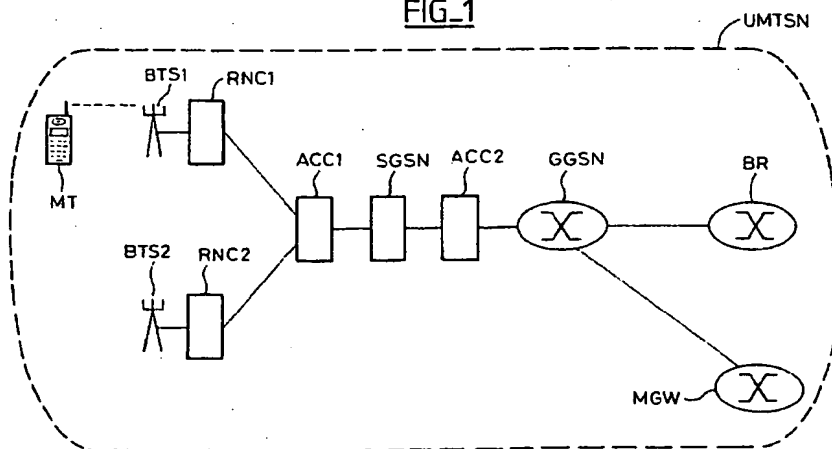 FIG_1
UMTSN
BTS1
RNC1
MT
ACC1
SGSN
ACC2
GGSN
BR
BTS2
RNC2
MGW